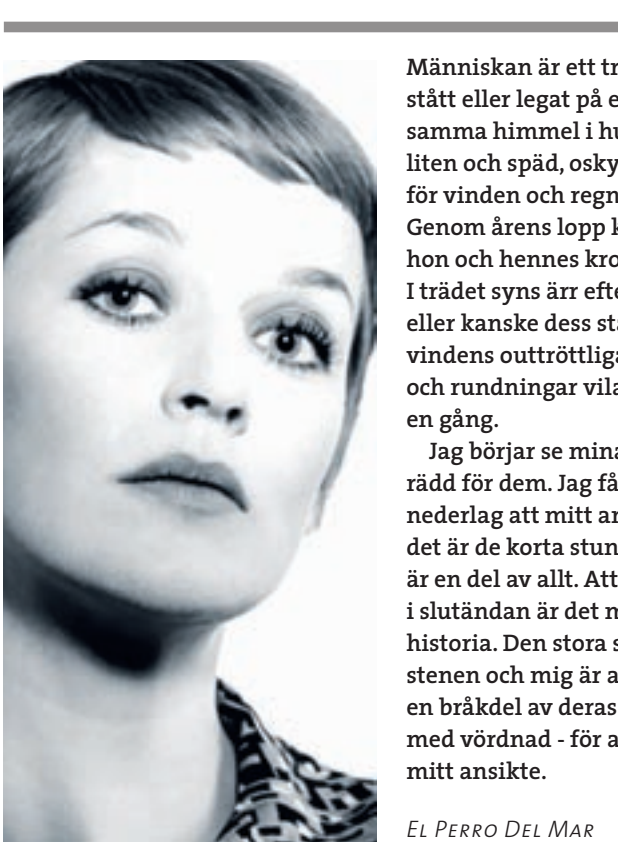 Människan är ett tr
stått eller legat på e
samma himmel i hu
liten och späd, osky
för vinden och regn
Genom årens lopp k
hon och hennes kro
I trädet syns ärr efte
eller kanske dess sta
vindens outtröttliga
och rundningar vila
en gång.
Jag börjar se mina
rädd för dem. Jag få
nederlag att mitt an
det är de korta stun
är en del av allt. Att
i slutändan är det m
historia. Den stora s
stenen och mig är a
en bråkdel av deras
med vördnad - för a
mitt ansikte.
El Perro Del Mar